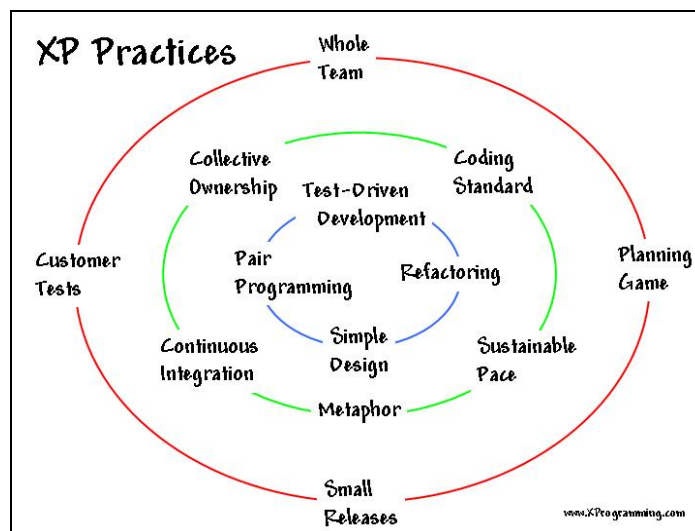 XP Practices
Whole
Team
Collective
Ownership
Coding
Standard
Test-Driven
Development
Customer
Tests
Pair
Programming
Refactoring
Planning
Game
Continuous
Integration
Simple
Design
Sustainable
Pace
Metaphor
Small
Releases
www.XProgramming.com